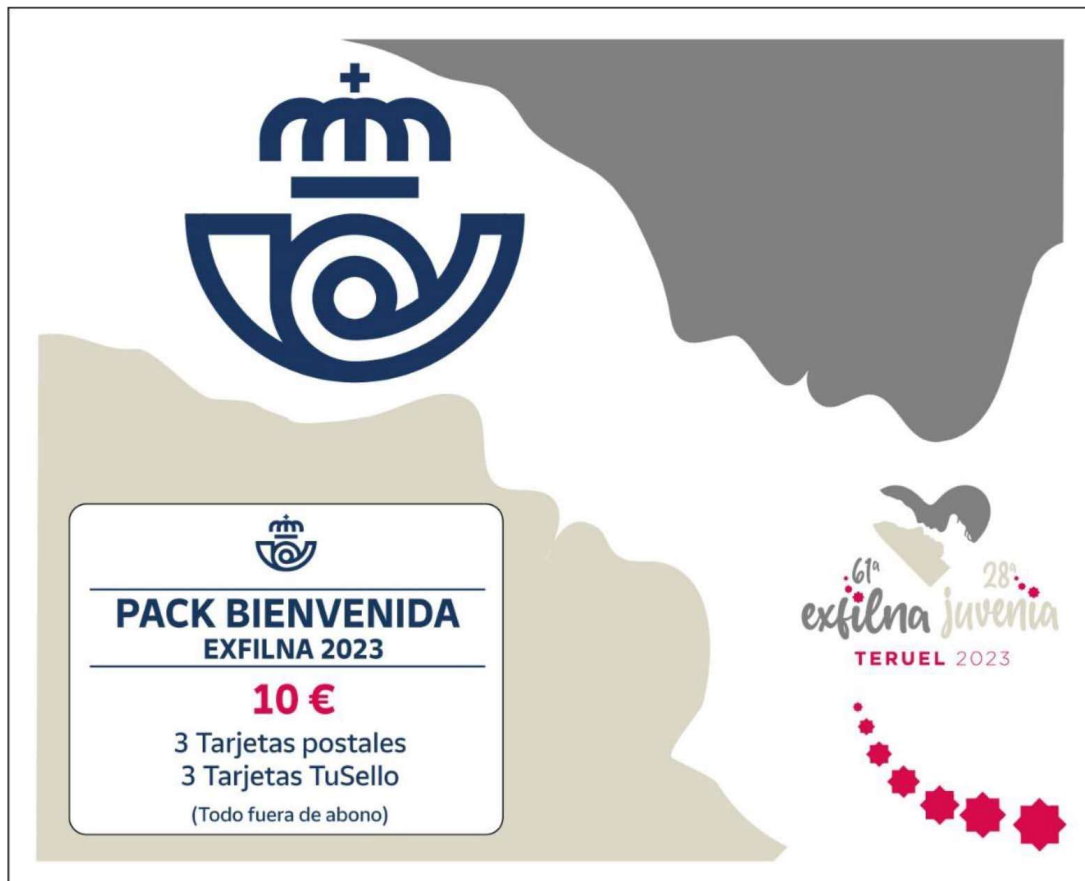 PACK BIENVENIDA
EXFILNA 2023
10 €
3 Tarjetas postales
3 Tarjetas TuSello
(Todo fuera de abono)
61ª 28ª
exfilna juvenia
TERUEL 2023